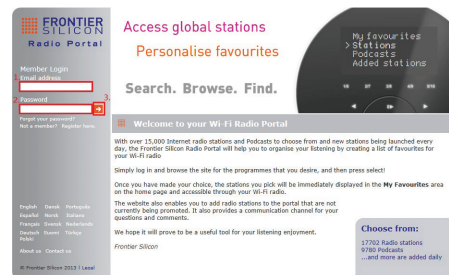 FRONTIER
SILICON
Radio Portal
Member Login
1. Email address
2. Password
3.
Forgot your password?
Not a member? Register here.
English Dansk Português
Español Norsk Italiano
Français Svensk Nederlands
Deutsch Suomi Türkçe
Polski
About us Contact us
© Frontier Silicon 2013 | Legal
Access global stations
Personalise favourites
Search. Browse. Find.
My favourites
> Stations
Podcasts
Added stations
Welcome to your Wi-Fi Radio Portal
With over 15,000 Internet radio stations and Podcasts to choose from and new stations being launched every
day, the Frontier Silicon Radio Portal will help you to organise your listening by creating a list of favourites for
your Wi-Fi radio
Simply log in and browse the site for the programmes that you desire, and then press select!
Once you have made your choice, the stations you pick will be immediately displayed in the My Favourites area
on the home page and accessible through your Wi-Fi radio.
The website also enables you to add radio stations to the portal that are not
currently being promoted. It also provides a communication channel for your
questions and comments.
We hope it will prove to be a useful tool for your listening enjoyment.
Frontier Silicon
Choose from:
17702 Radio stations
9780 Podcasts
...and more are added daily